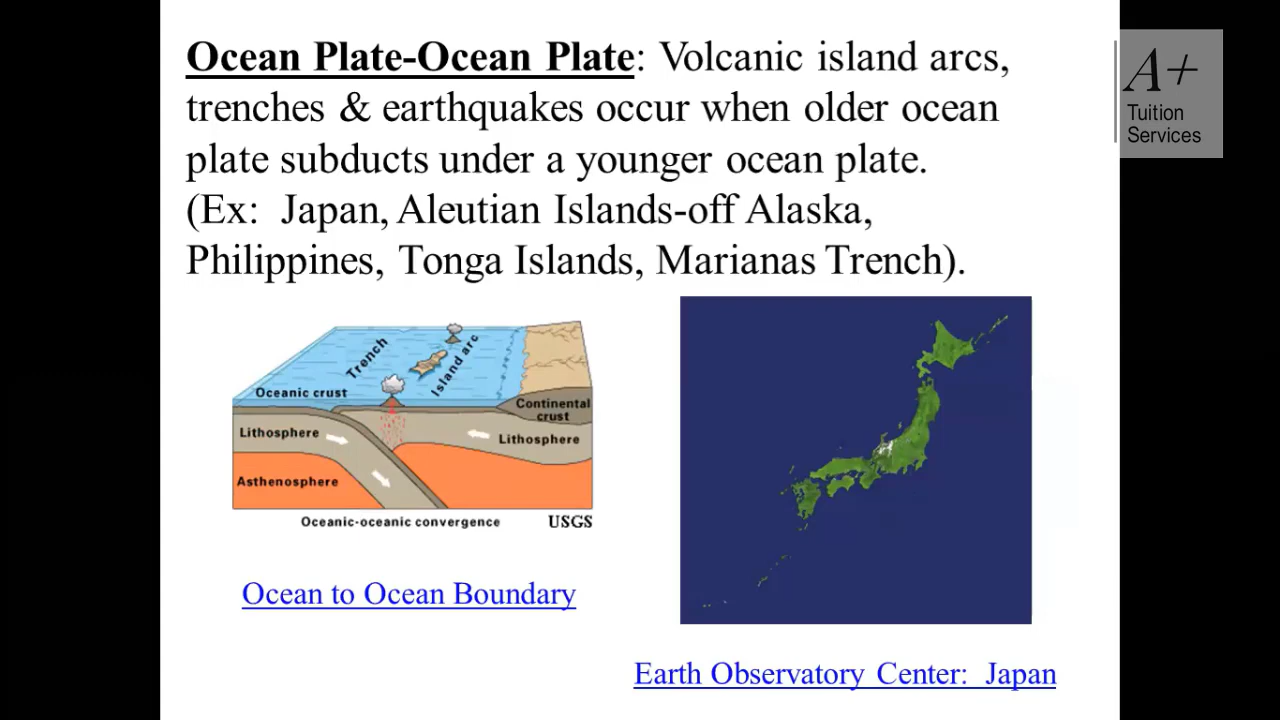 Ocean Plate-Ocean Plate: Volcanic island arcs,
trenches & earthquakes occur when older ocean
plate subducts under a younger ocean plate.
(Ex: Japan, Aleutian Islands-off Alaska,
Philippines, Tonga Islands, Marianas Trench).
A+
Tuition
Services
Trench
Island arc
Oceanic crust
Continental
crust
Lithosphere
Lithosphere
Asthenosphere
Oceanic-oceanic convergence
USGS
Ocean to Ocean Boundary
Earth Observatory Center: Japan